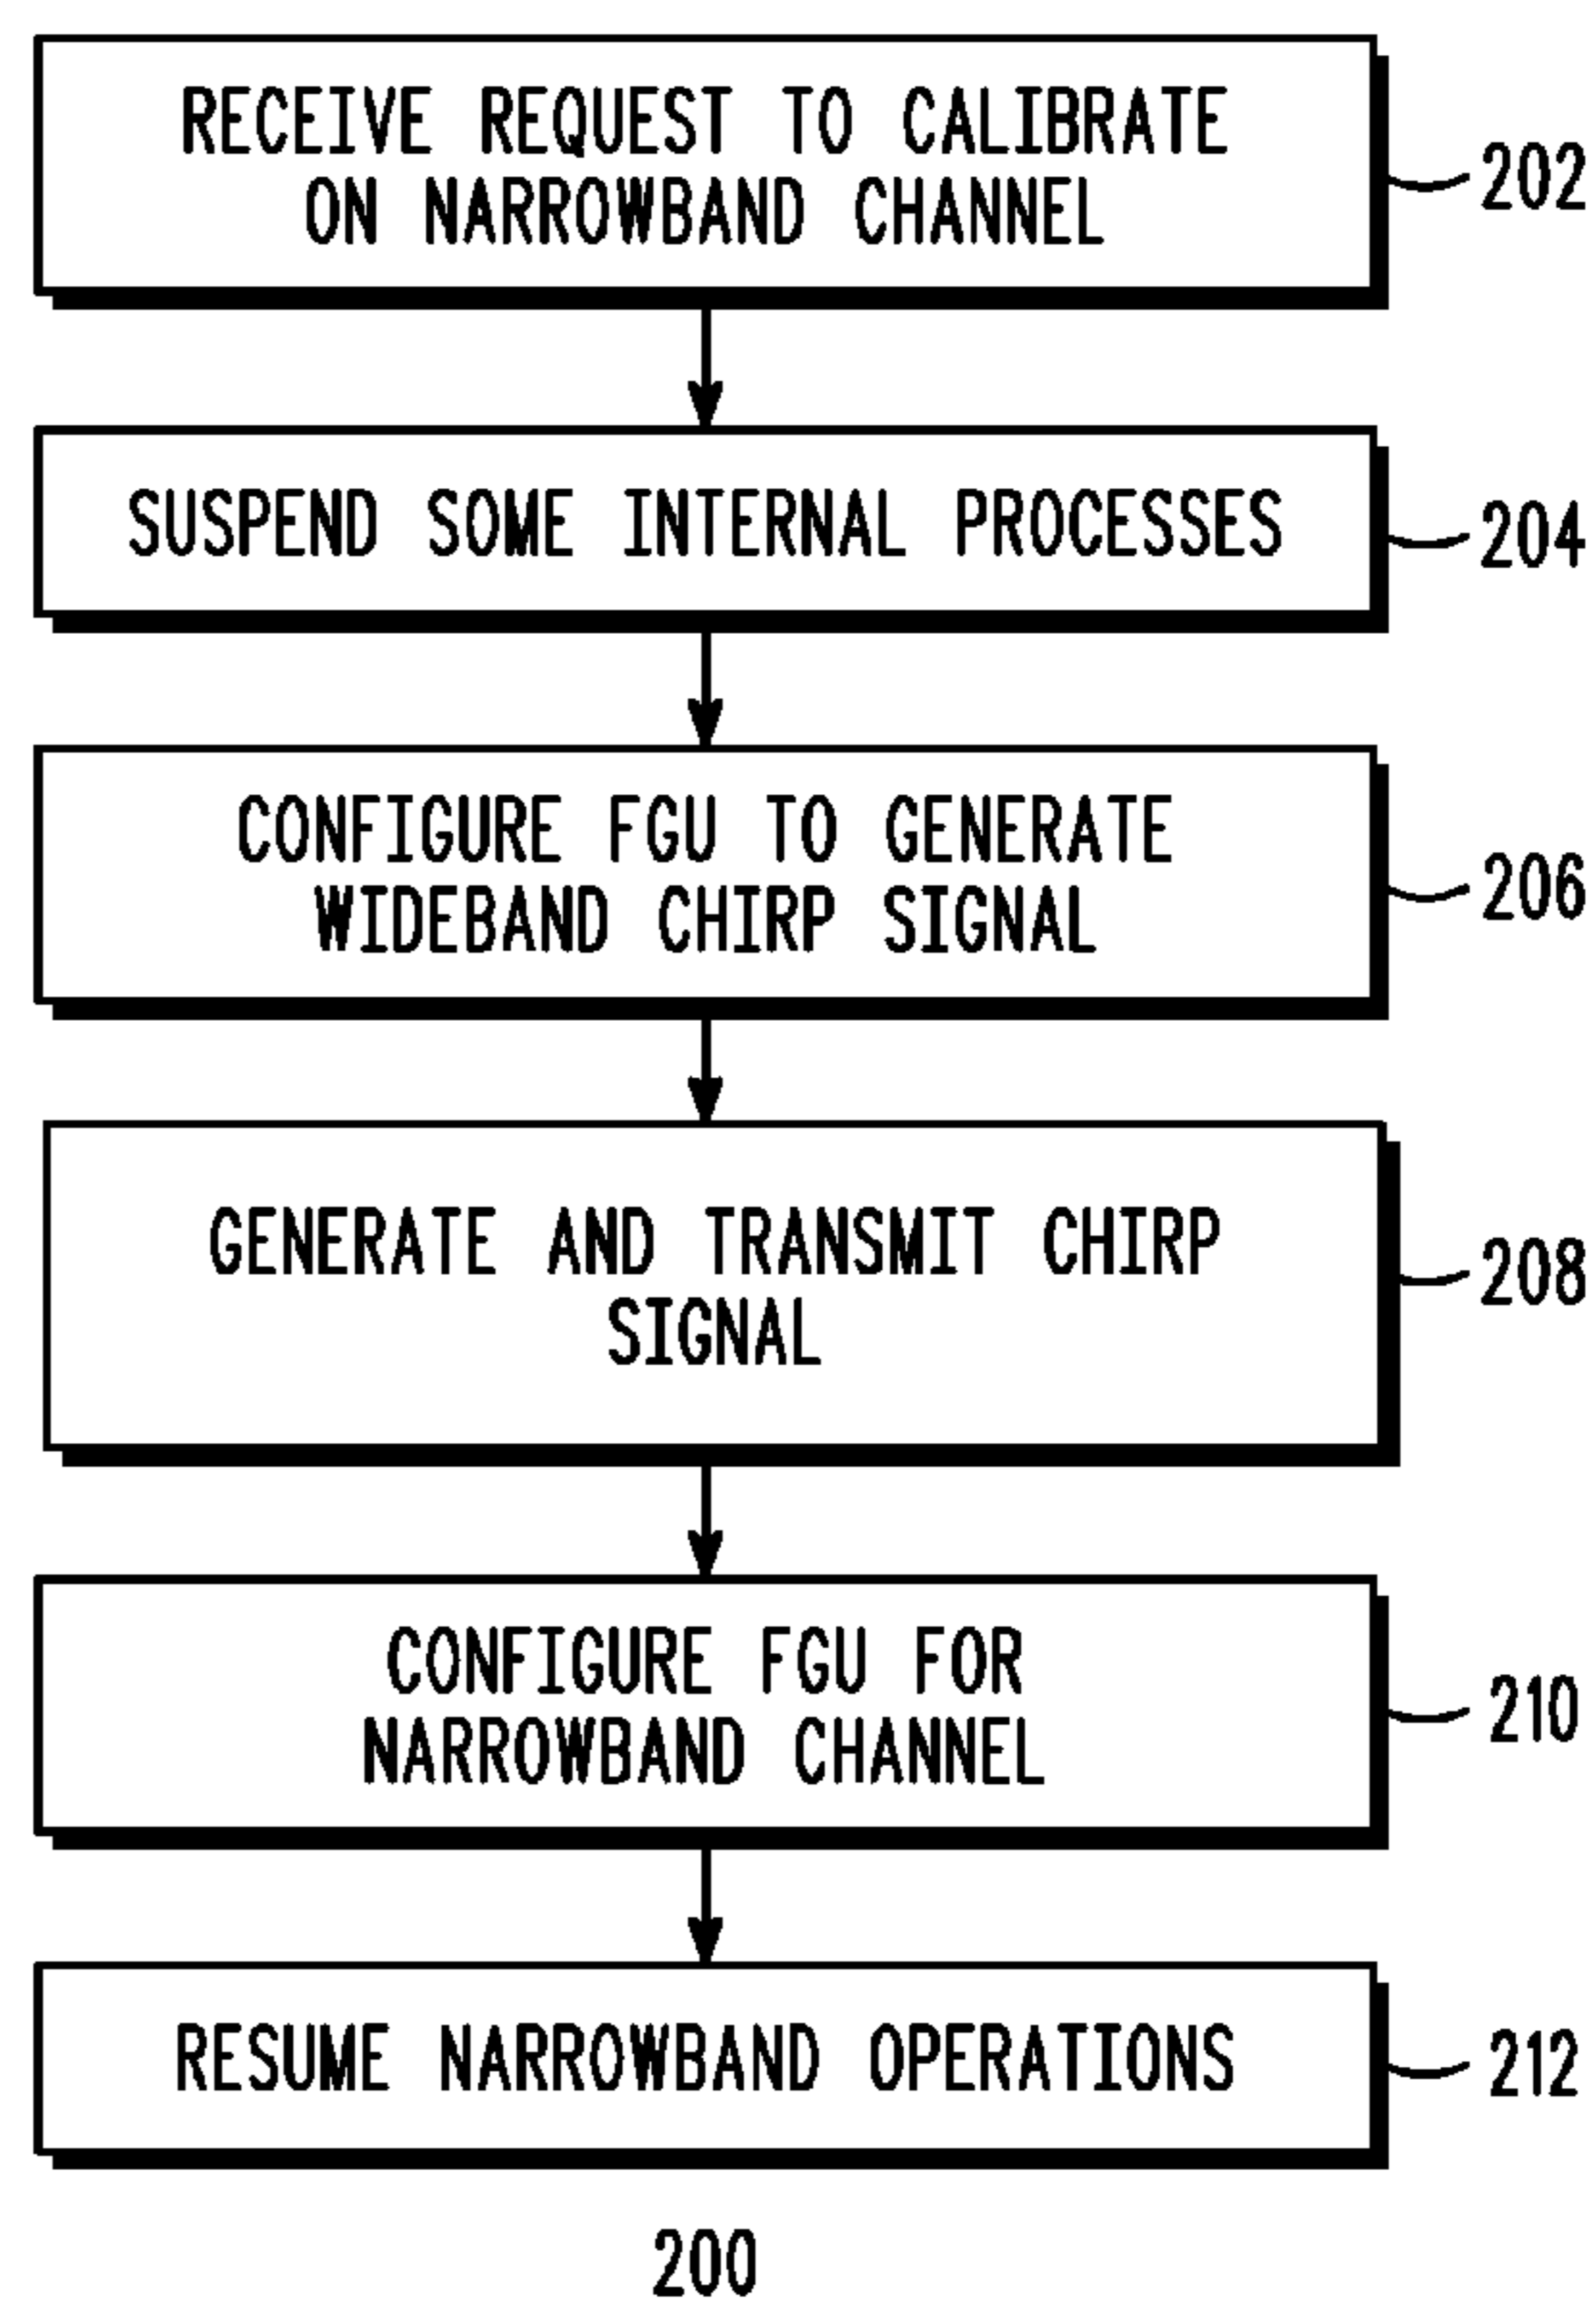 RECEIVE REQUEST TO CALIBRATE
ON NARROWBAND CHANNEL
202
SUSPEND SOME INTERNAL PROCESSES
204
CONFIGURE FGU TO GENERATE
WIDEBAND CHIRP SIGNAL
206
GENERATE AND TRANSMIT CHIRP
SIGNAL
208
CONFIGURE FGU FOR
NARROWBAND CHANNEL
210
RESUME NARROWBAND OPERATIONS
212
200